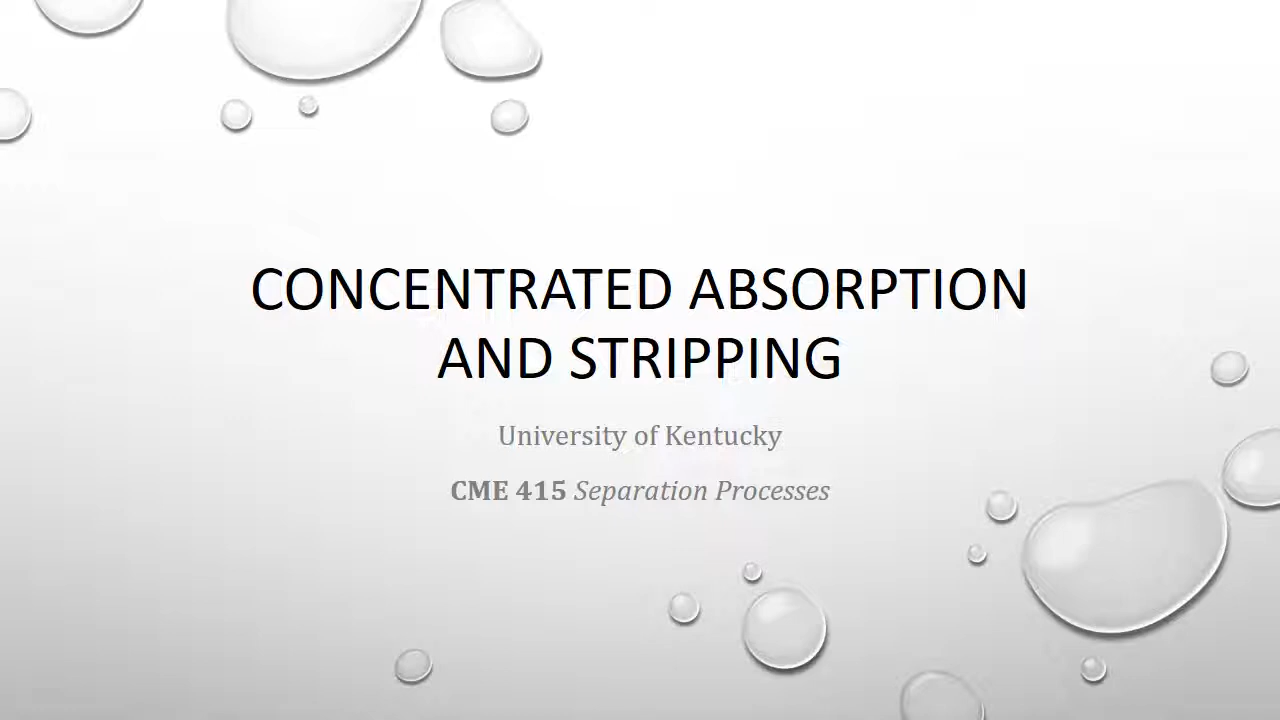 CONCENTRATED ABSORPTION
AND STRIPPING
University of Kentucky
CME 415 Separation Processes